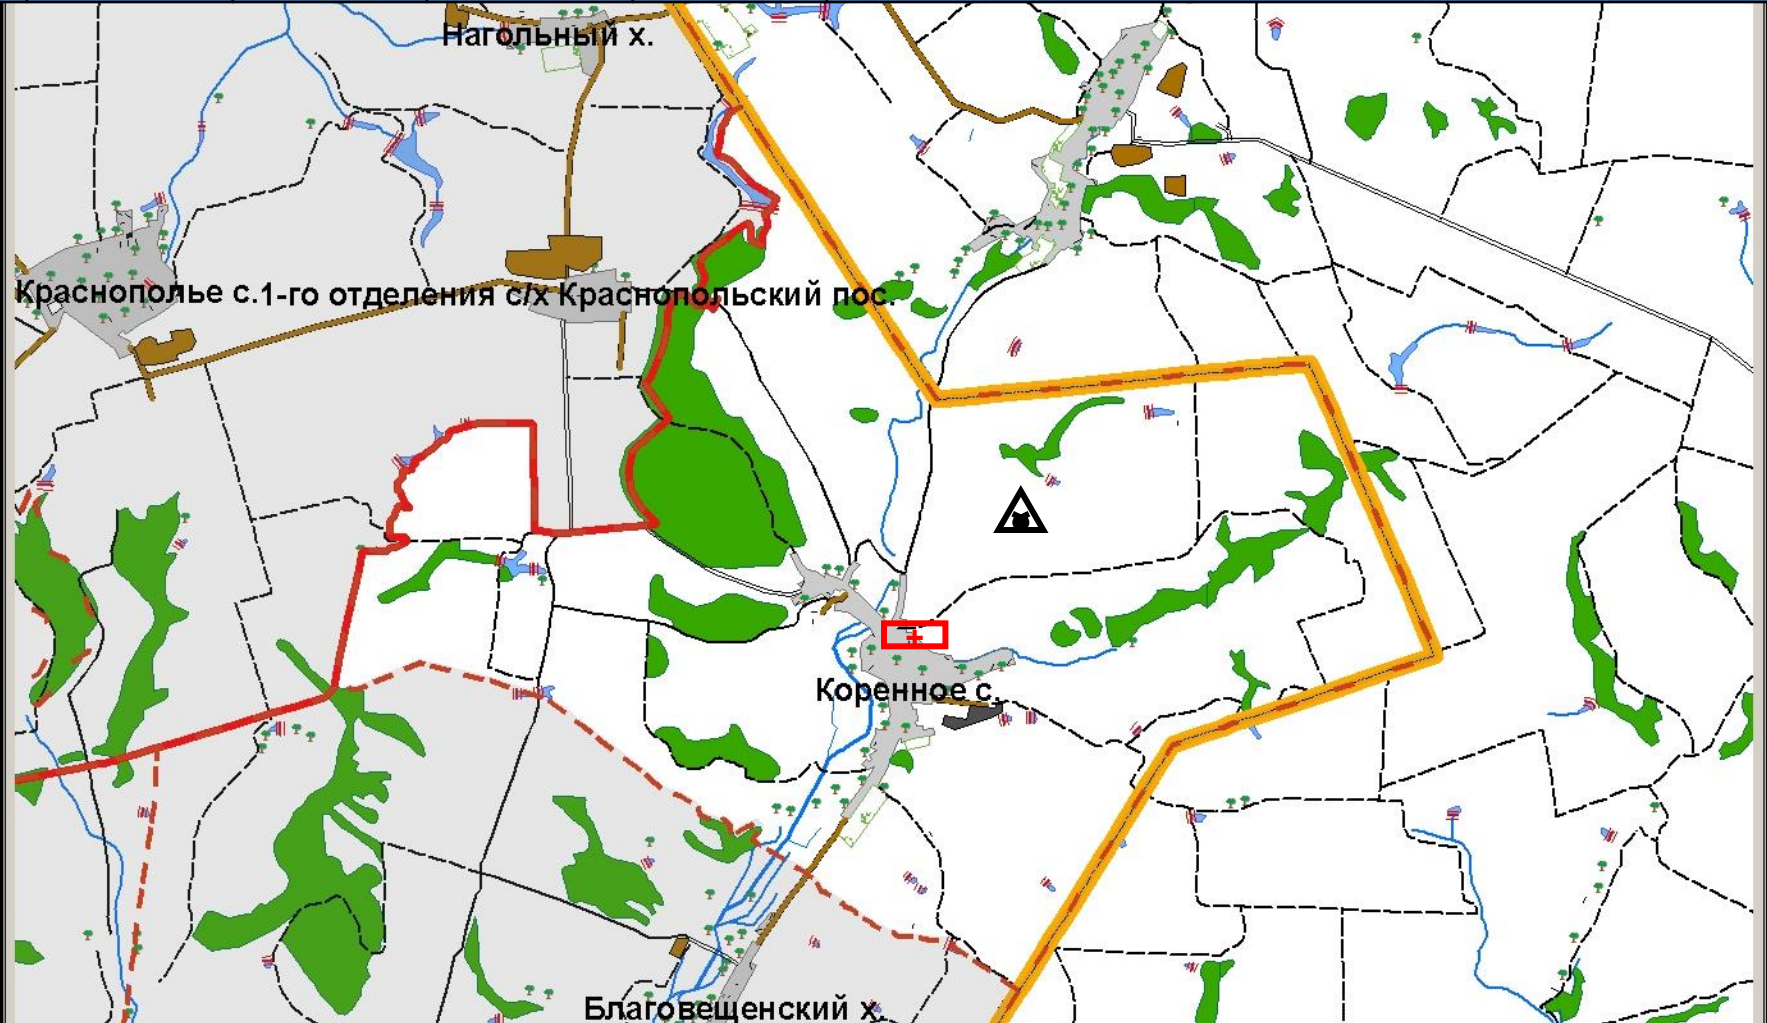 Нагольный х.
Краснополье с.1-го отделения с/х Краснопольский пос.
Коренное с.
Благовещенский х.